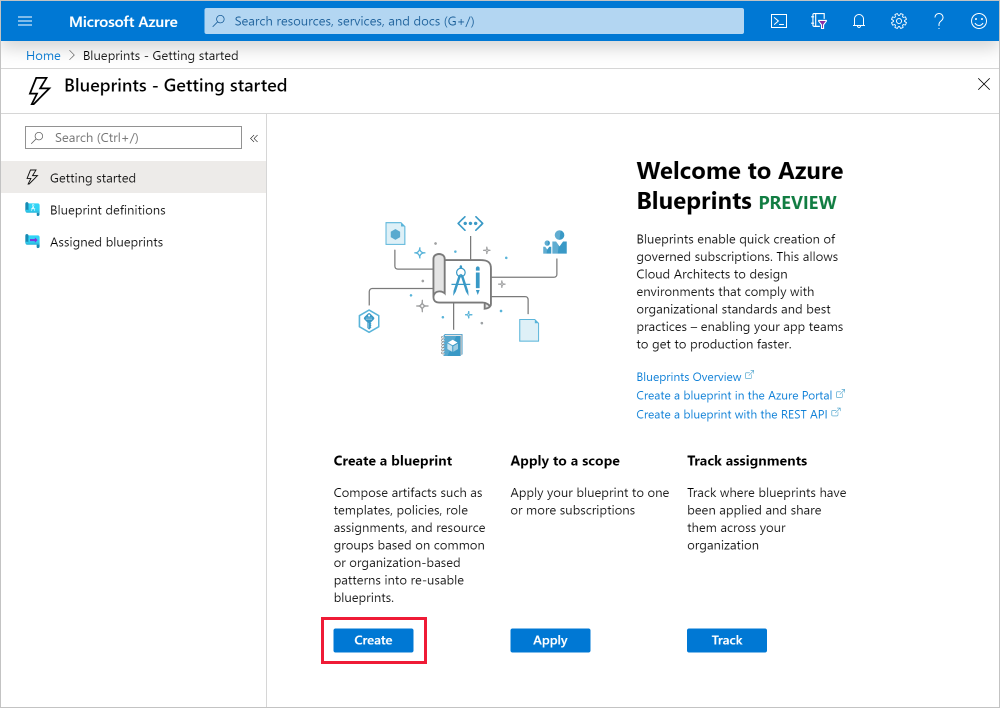 Microsoft Azure
Search resources, services, and docs (G+/)
Home > Blueprints - Getting started
Blueprints - Getting started
Search (Ctrl+/)
«
Getting started
Blueprint definitions
Assigned blueprints
Welcome to Azure
Blueprints PREVIEW
Blueprints enable quick creation of
governed subscriptions. This allows
Cloud Architects to design
environments that comply with
organizational standards and best
practices – enabling your app teams
to get to production faster.
Blueprints Overview
Create a blueprint in the Azure Portal
Create a blueprint with the REST API
Create a blueprint
Compose artifacts such as
templates, policies, role
assignments, and resource
groups based on common
or organization-based
patterns into re-usable
blueprints.
Create
Apply to a scope
Apply your blueprint to one
or more subscriptions
Apply
Track assignments
Track where blueprints have
been applied and share
them across your
organization
Track